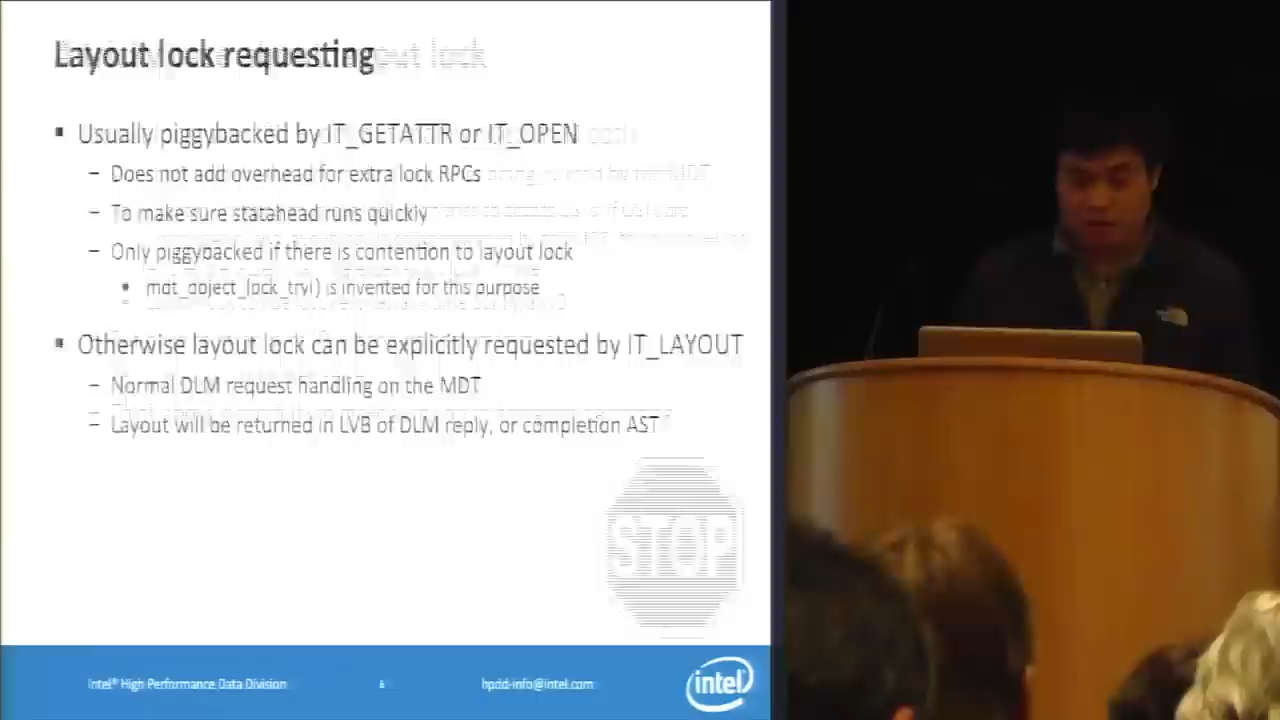 Layout lock requesting
▪ Usually piggybacked by IT_GETATTR or IT_OPEN
– Does not add overhead for extra lock RPCs
– To make sure statahead runs quickly
– Only piggybacked if there is contention to layout lock
• mdt_object_lock_try() is invented for this purpose
▪ Otherwise layout lock can be explicitly requested by IT_LAYOUT
– Normal DLM request handling on the MDT
– Layout will be returned in LVB of DLM reply, or completion AST
STOP
Intel® High Performance Data Division
6
hpdd-info@intel.com
intel